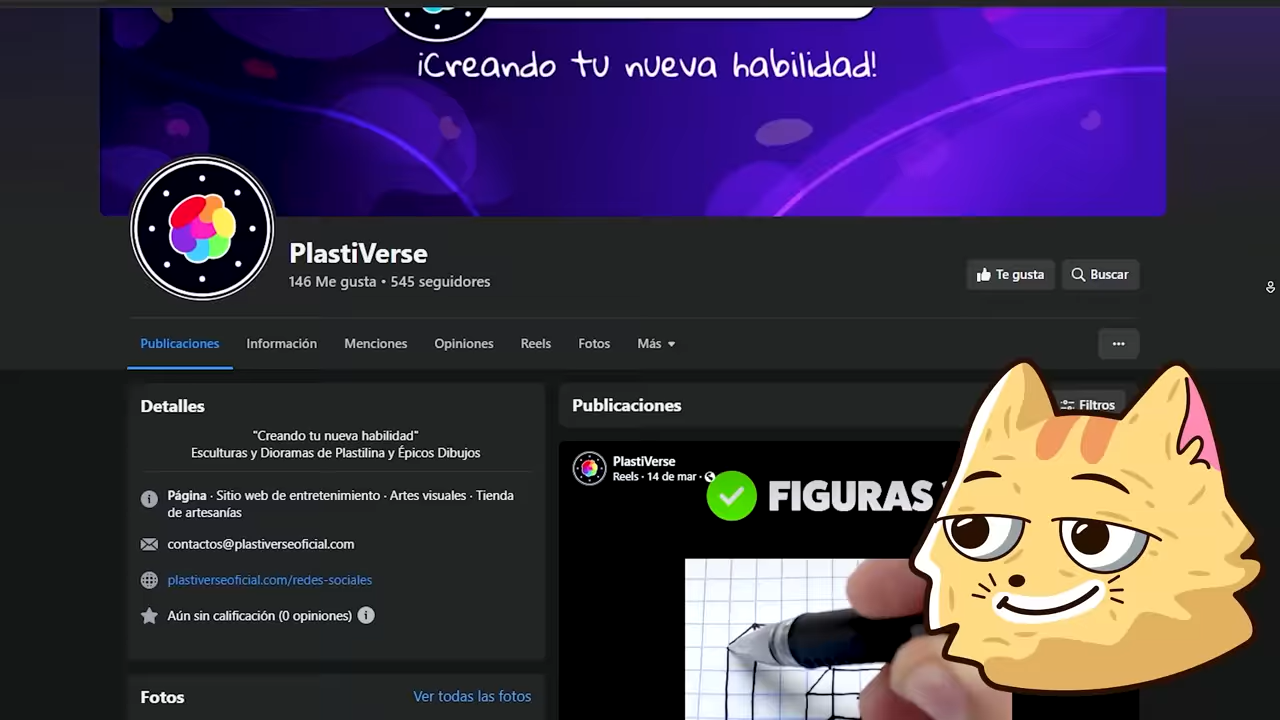 ¡Creando tu nueva habilidad!
PlastiVerse
146 Me gusta • 545 seguidores
Te gusta
Buscar
Publicaciones
Información
Menciones
Opiniones
Reels
Fotos
Más
Detalles
"Creando tu nueva habilidad"
Esculturas y Dioramas de Plastilina y Épicos Dibujos
Página · Sitio web de entretenimiento · Artes visuales · Tienda
de artesanías
contactos@plastiverseoficial.com
plastiverseoficial.com/redes-sociales
Aún sin calificación (0 opiniones)
Fotos
Ver todas las fotos
Publicaciones
Filtros
PlastiVerse
Reels · 14 de mar ·
FIGURAS